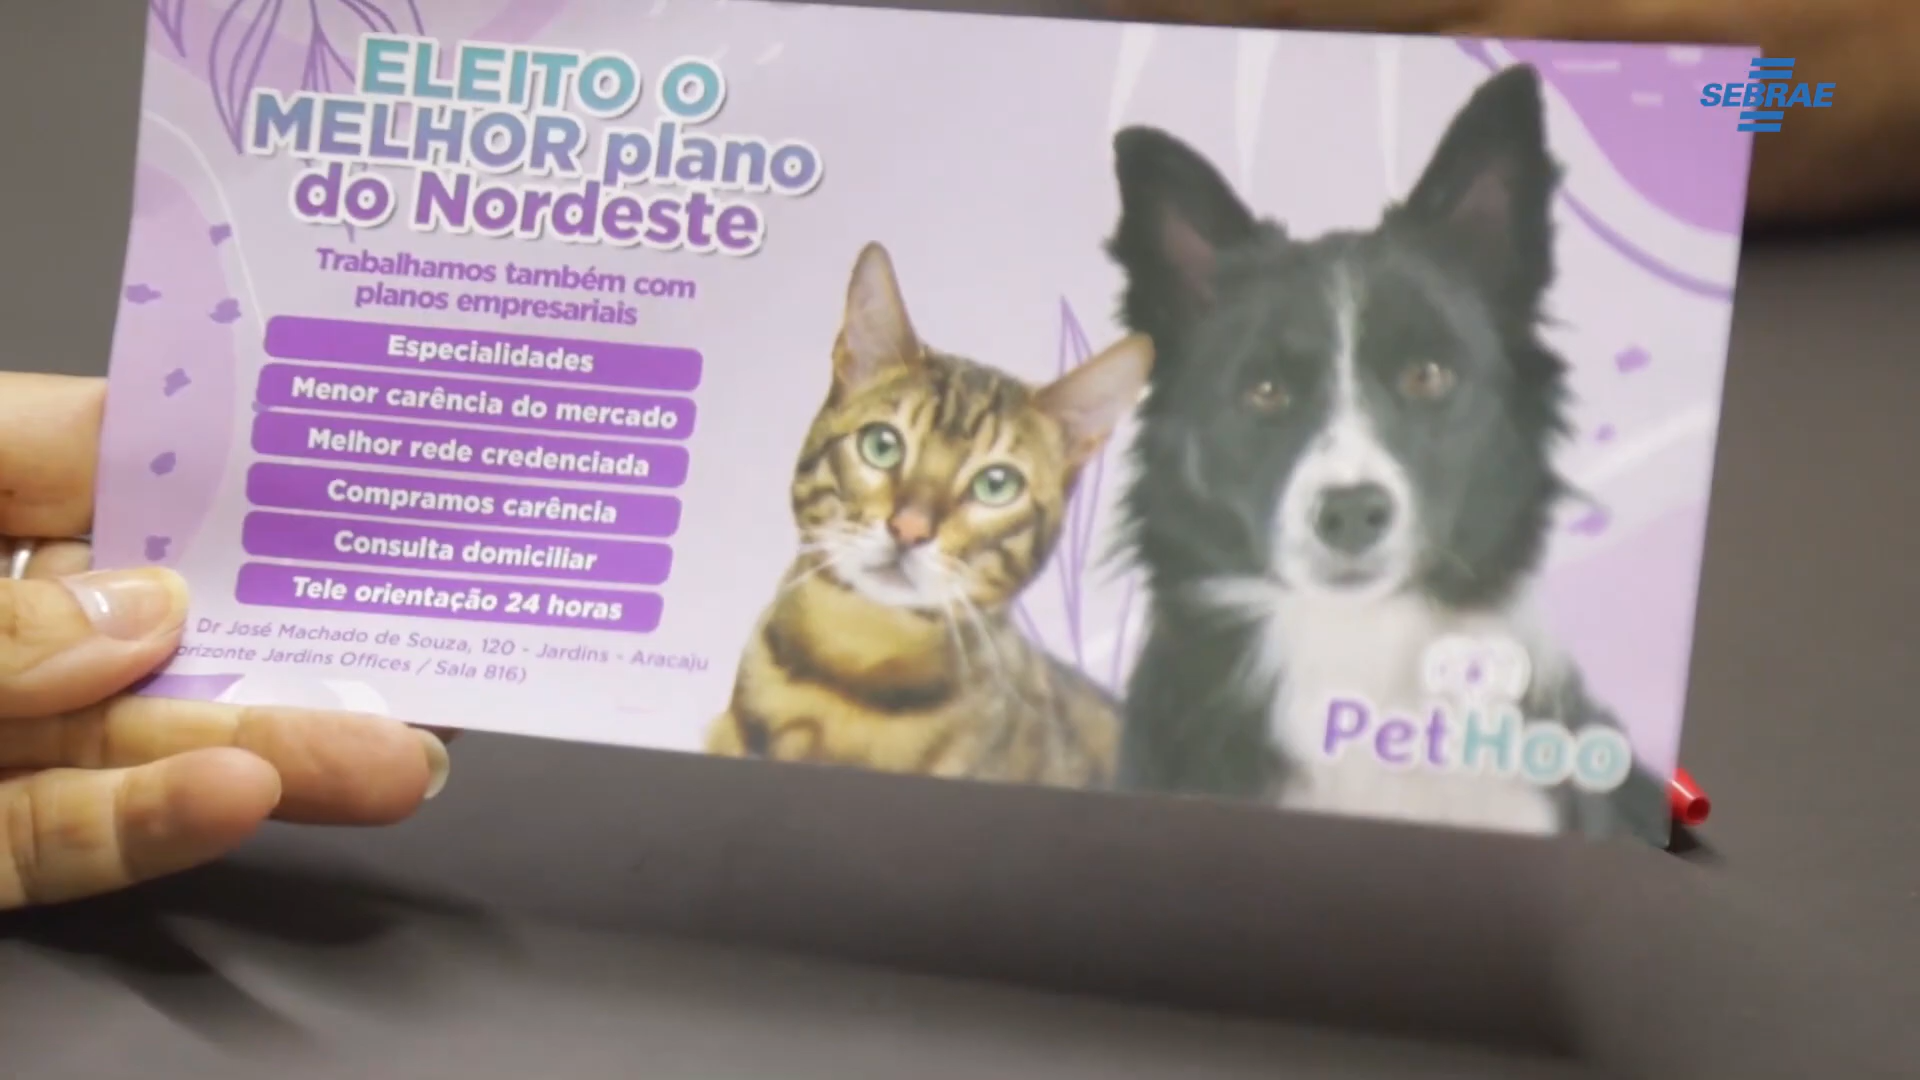 ELEITO O
MELHOR plano
do Nordeste
Trabalhamos também com
planos empresariais
Especialidades
Menor carência do mercado
Melhor rede credenciada
Compramos carência
Consulta domiciliar
Tele orientação 24 horas
Dr José Machado de Souza, 120 - Jardins - Aracaju
Jardins Offices / Sala 816)
PetHoo
SEBRAE